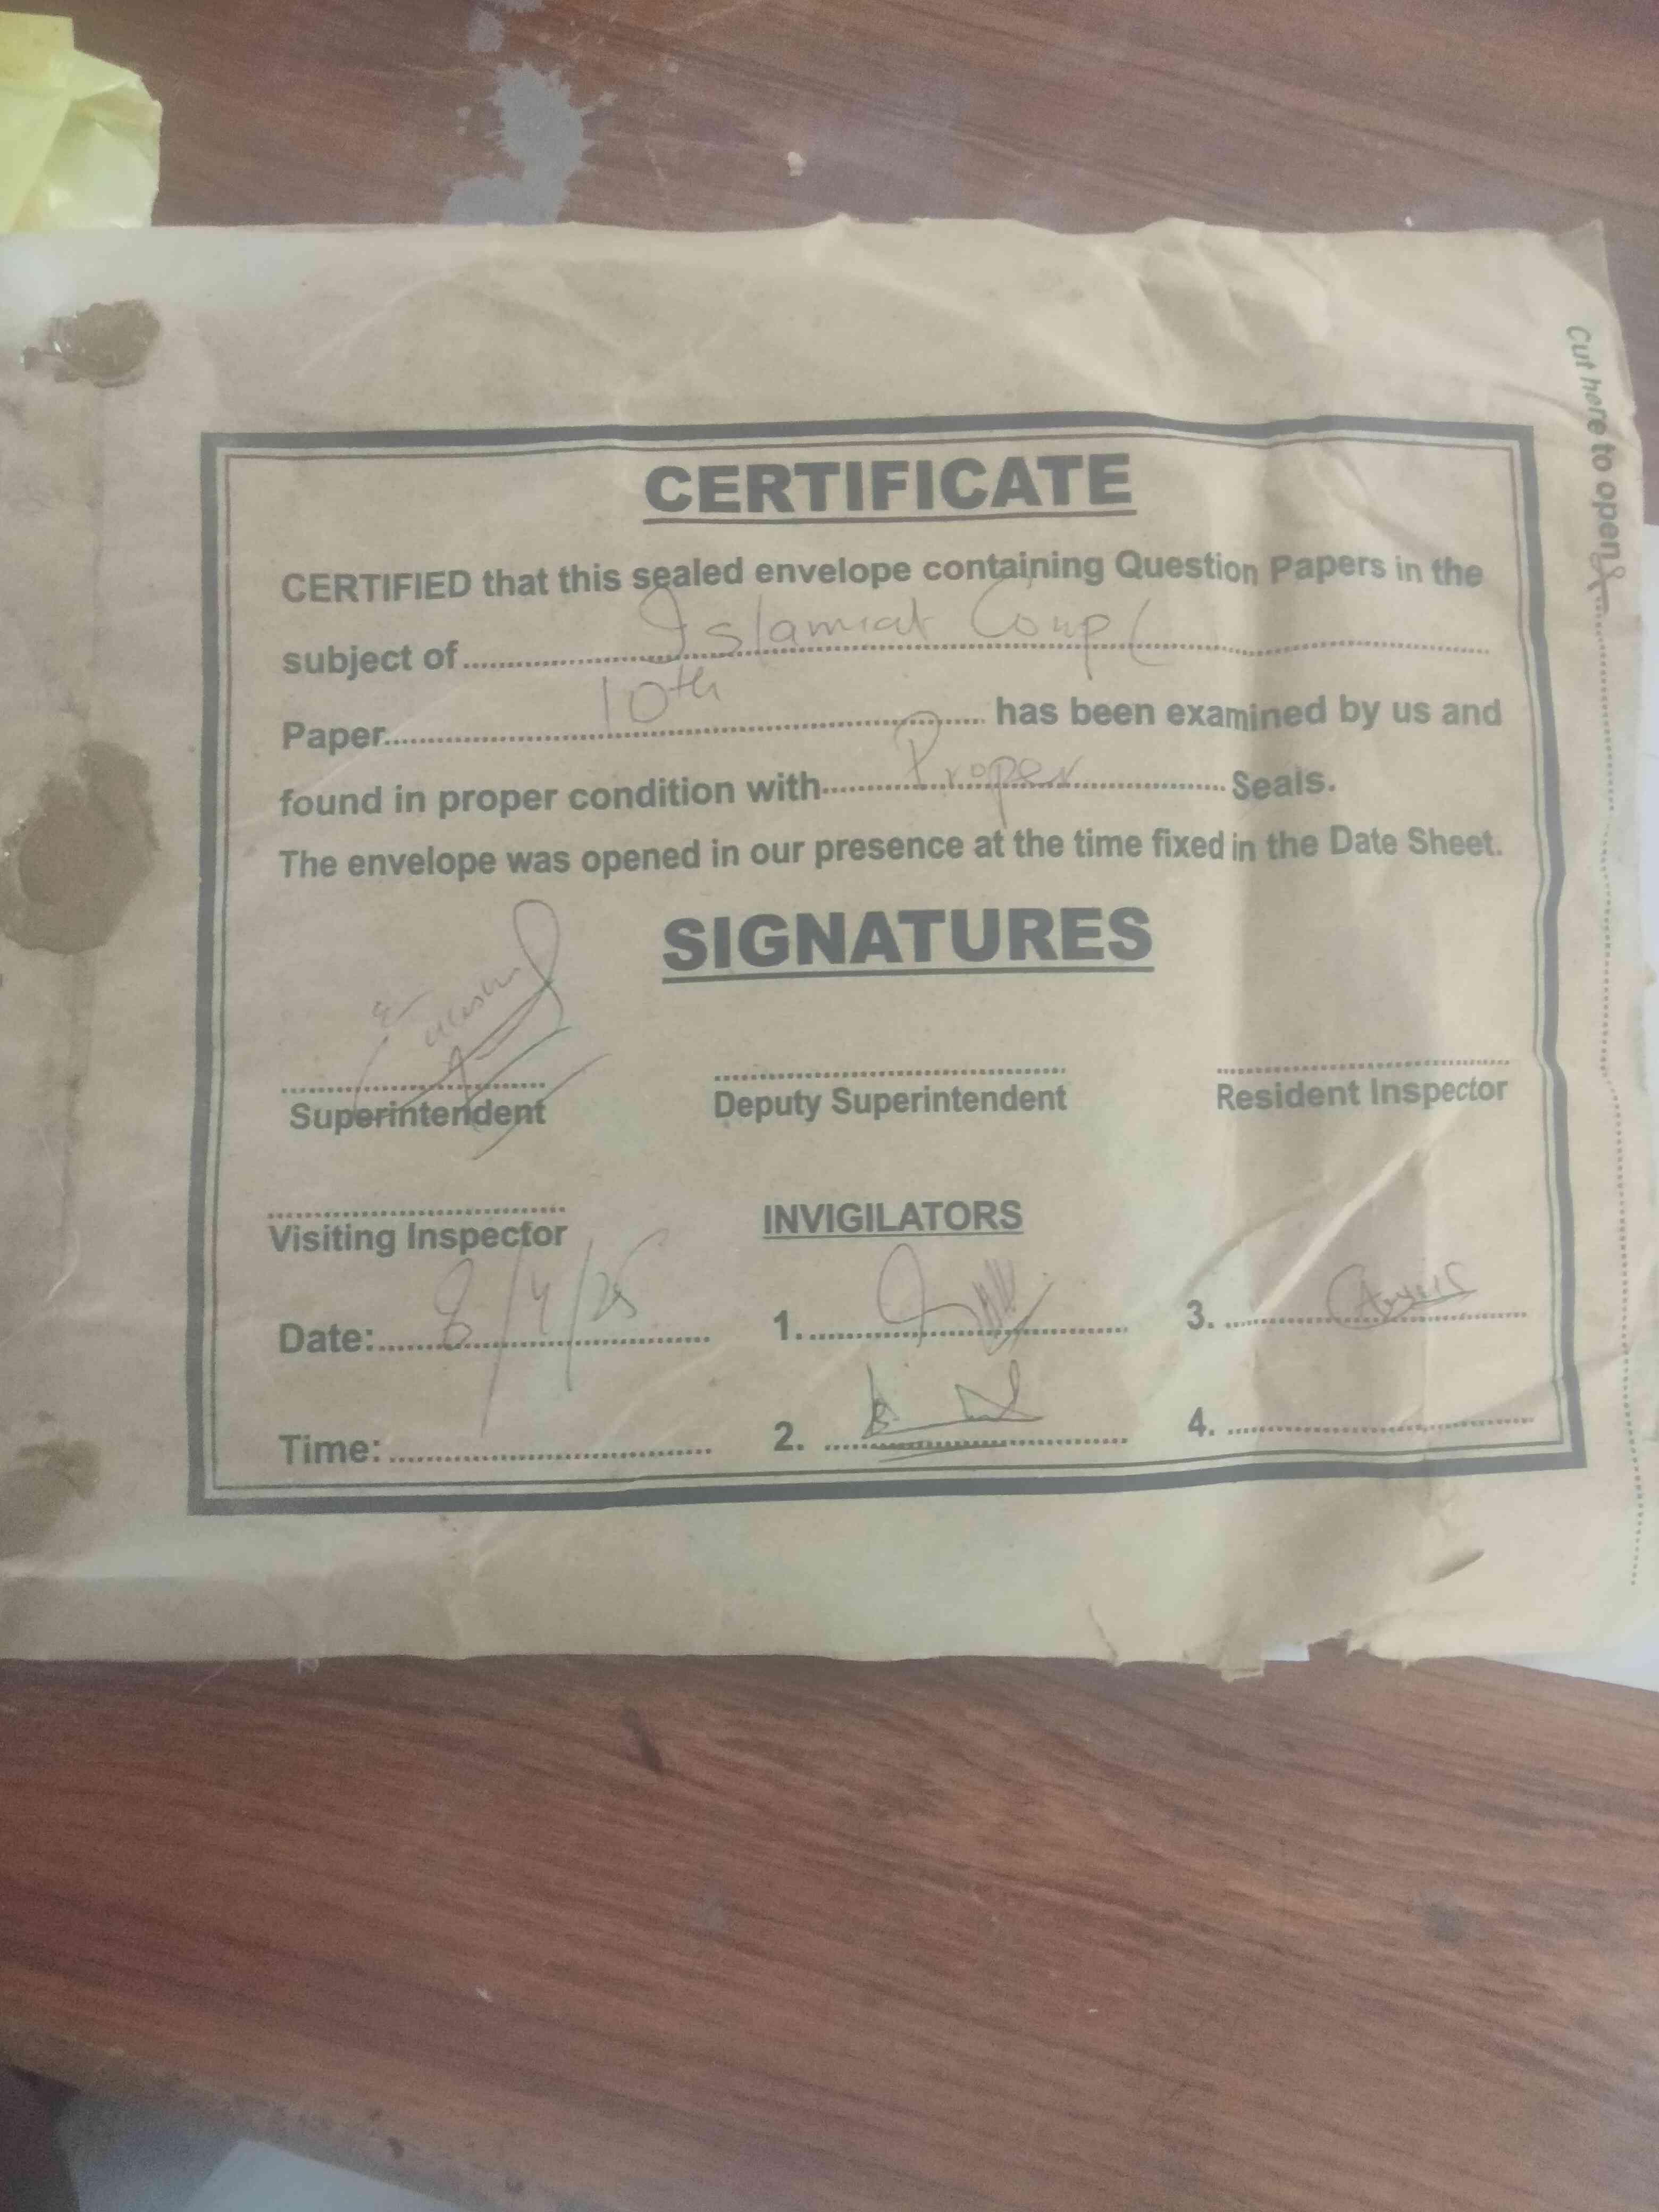 Cut here to open
CERTIFICATE
CERTIFIED that this sealed envelope containing Question Papers in the
subject of Islamiat Comp(
Paper 10th has been examined by us and
found in proper condition with Proper Seals.
The envelope was opened in our presence at the time fixed in the Date Sheet.
SIGNATURES
Superintendent Deputy Superintendent Resident Inspector
Visiting Inspector INVIGILATORS
Date: 8/4/25 1. 3.
Time: 2. 4.